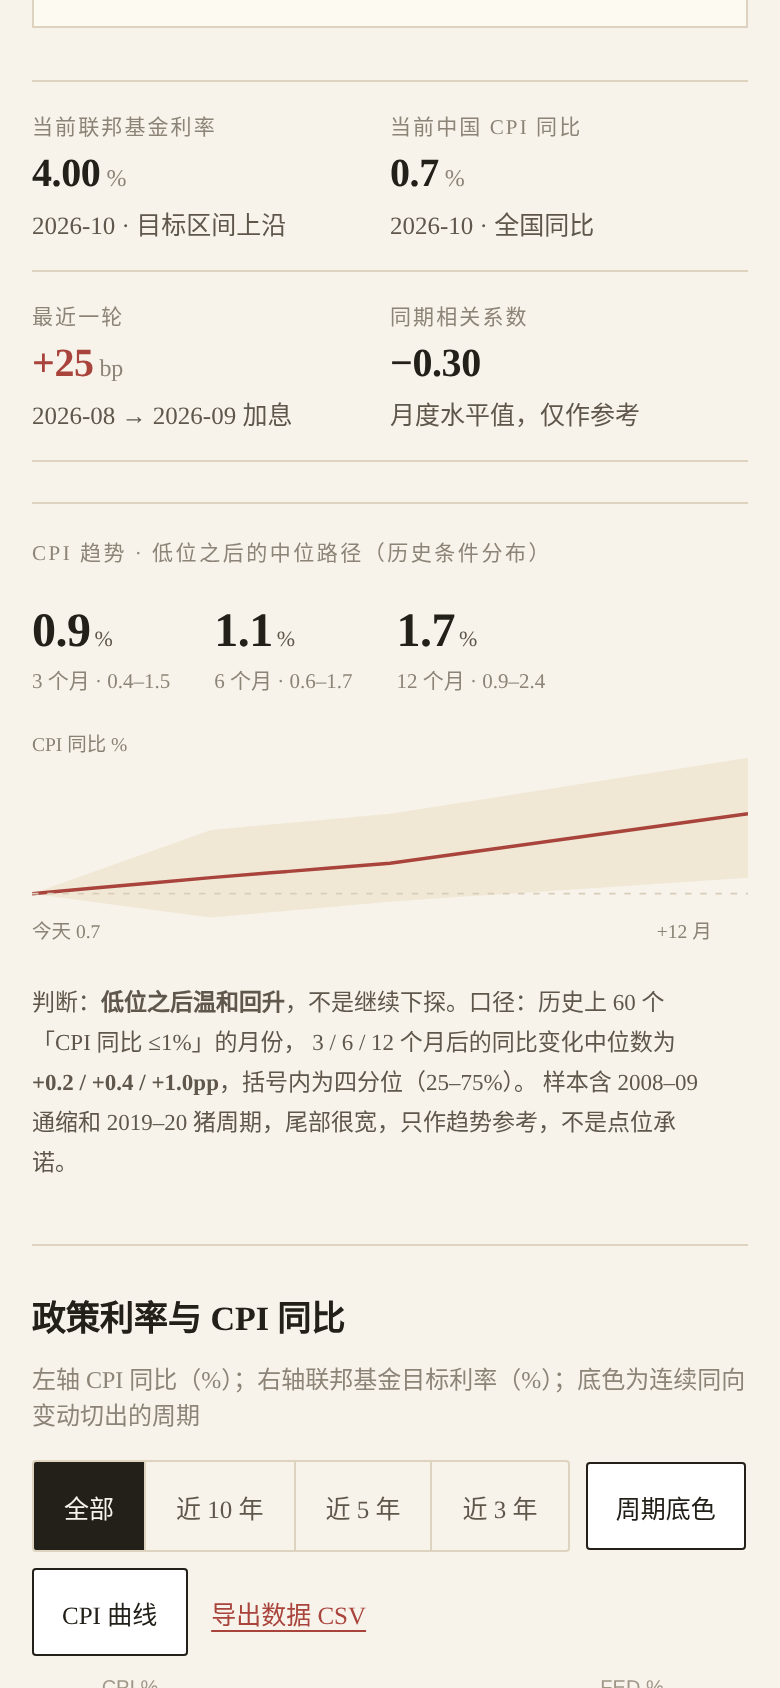 当前联邦基金利率
4.00 %
2026-10 · 目标区间上沿
当前中国 CPI 同比
0.7 %
2026-10 · 全国同比
最近一轮
+25 bp
2026-08 → 2026-09 加息
同期相关系数
−0.30
月度水平值，仅作参考
CPI 趋势 · 低位之后的中位路径（历史条件分布）
0.9 %
3 个月 · 0.4–1.5
1.1 %
6 个月 · 0.6–1.7
1.7 %
12 个月 · 0.9–2.4
CPI 同比 %
今天 0.7
+12 月
判断：低位之后温和回升，不是继续下探。口径：历史上 60 个
「CPI 同比 ≤1%」的月份， 3 / 6 / 12 个月后的同比变化中位数为
+0.2 / +0.4 / +1.0pp，括号内为四分位（25–75%）。 样本含 2008–09
通缩和 2019–20 猪周期，尾部很宽，只作趋势参考，不是点位承
诺。
政策利率与 CPI 同比
左轴 CPI 同比（%）；右轴联邦基金目标利率（%）；底色为连续同向
变动切出的周期
全部
近 10 年
近 5 年
近 3 年
周期底色
CPI 曲线
导出数据 CSV
CPI %
FED %